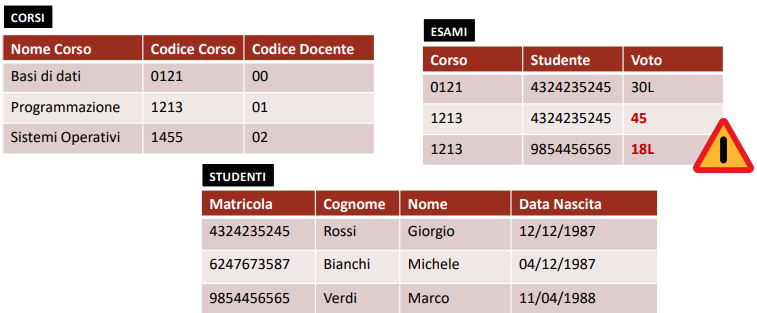 CORSI
Nome Corso Codice Corso Codice Docente
Basi di dati 0121 00
Programmazione 1213 01
Sistemi Operativi 1455 02
ESAMI
Corso Studente Voto
0121 4324235245 30L
1213 4324235245 45
1213 9854456565 18L
STUDENTI
Matricola Cognome Nome Data Nascita
4324235245 Rossi Giorgio 12/12/1987
6247673587 Bianchi Michele 04/12/1987
9854456565 Verdi Marco 11/04/1988